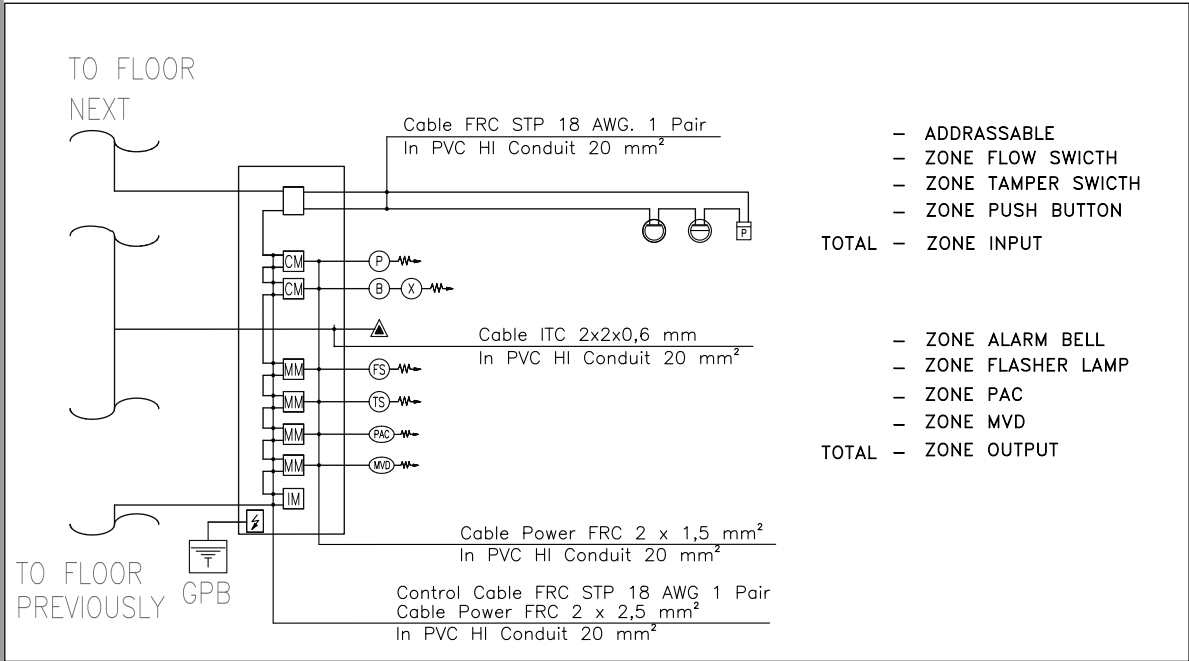 TO FLOOR
NEXT
Cable FRC STP 18 AWG. 1 Pair
In PVC HI Conduit 20 mm²
P
CM
P
CM
B
X
Cable ITC 2x2x0,6 mm
In PVC HI Conduit 20 mm²
MM
FS
MM
TS
MM
PAC
MM
MVD
IM
TO FLOOR
PREVIOUSLY
T
GPB
Cable Power FRC 2 x 1,5 mm²
In PVC HI Conduit 20 mm²
Control Cable FRC STP 18 AWG 1 Pair
Cable Power FRC 2 x 2,5 mm²
In PVC HI Conduit 20 mm²
– ADDRASSABLE
– ZONE FLOW SWICTH
– ZONE TAMPER SWICTH
– ZONE PUSH BUTTON
TOTAL – ZONE INPUT
– ZONE ALARM BELL
– ZONE FLASHER LAMP
– ZONE PAC
– ZONE MVD
TOTAL – ZONE OUTPUT